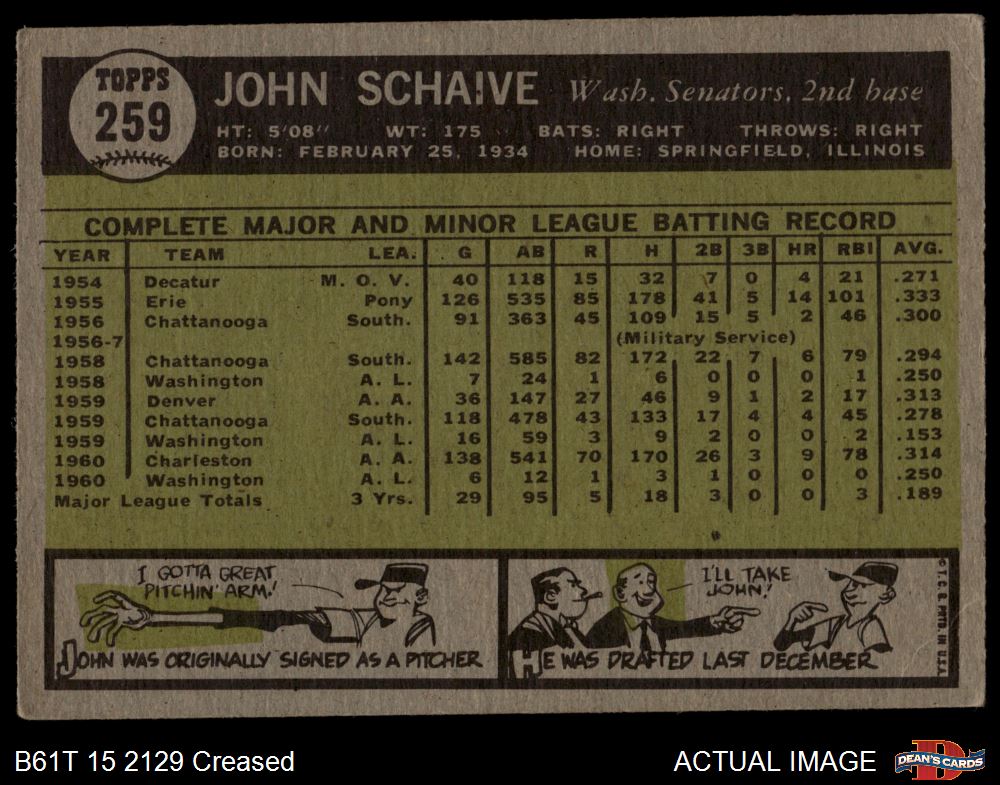 TOPPS
259
JOHN SCHAIVE Wash. Senators, 2nd base
HT: 5'08" WT: 175 BATS: RIGHT THROWS: RIGHT
BORN: FEBRUARY 25, 1934 HOME: SPRINGFIELD, ILLINOIS
COMPLETE MAJOR AND MINOR LEAGUE BATTING RECORD
YEAR TEAM LEA. G AB R H 2B 3B HR RBI AVG.
1954 Decatur M. O. V. 40 118 15 32 7 0 4 21 .271
1955 Erie Pony 126 535 85 178 41 5 14 101 .333
1956 Chattanooga South. 91 363 45 109 15 5 2 46 .300
1956-7 (Military Service)
1958 Chattanooga South. 142 585 82 172 22 7 6 79 .294
1958 Washington A. L. 7 24 1 6 0 0 0 1 .250
1959 Denver A. A. 36 147 27 46 9 1 2 17 .313
1959 Chattanooga South. 118 478 43 133 17 4 4 45 .278
1959 Washington A. L. 16 59 3 9 2 0 0 2 .153
1960 Charleston A. A. 138 541 70 170 26 3 9 78 .314
1960 Washington A. L. 6 12 1 3 1 0 0 0 .250
Major League Totals 3 Yrs. 29 95 5 18 3 0 0 3 .189
I GOTTA GREAT
PITCHIN' ARM!
JOHN WAS ORIGINALLY SIGNED AS A PITCHER
I'LL TAKE
JOHN!
HE WAS DRAFTED LAST DECEMBER
© T. C. G. PRTD. IN U.S.A.
B61T 15 2129 Creased
ACTUAL IMAGE
D
DEAN'S CARDS